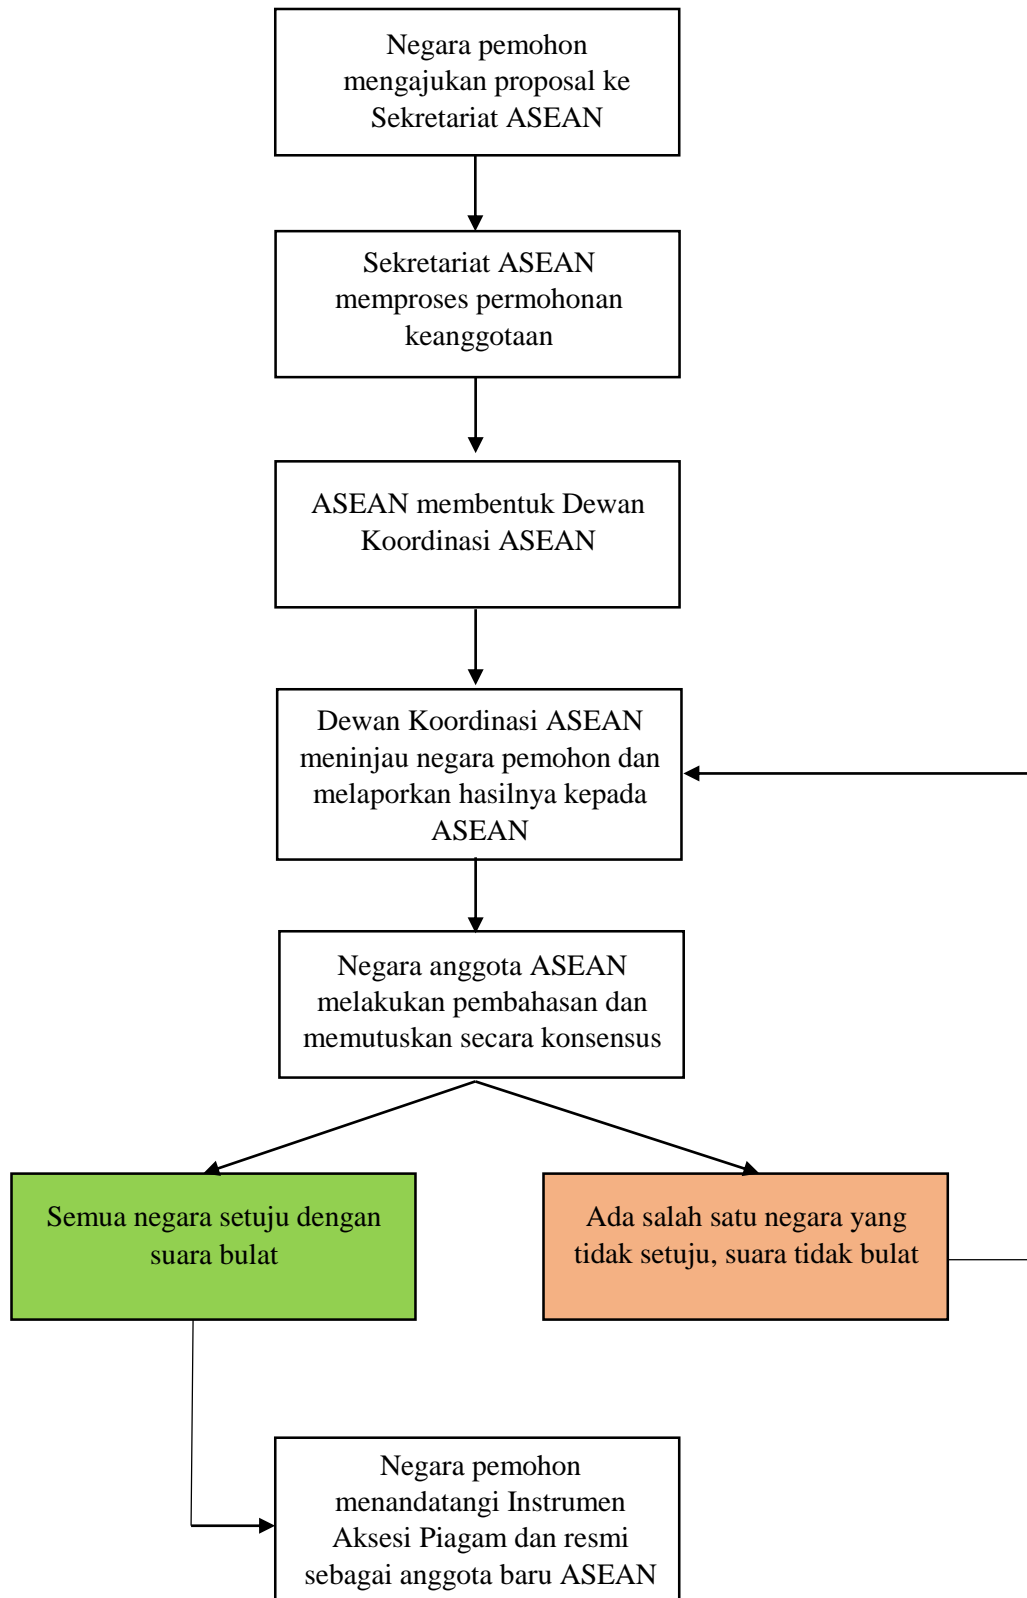 Negara pemohon
mengajukan proposal ke
Sekretariat ASEAN
Sekretariat ASEAN
memproses permohonan
keanggotaan
ASEAN membentuk Dewan
Koordinasi ASEAN
Dewan Koordinasi ASEAN
meninjau negara pemohon dan
melaporkan hasilnya kepada
ASEAN
Negara anggota ASEAN
melakukan pembahasan dan
memutuskan secara konsensus
Semua negara setuju dengan
suara bulat
Ada salah satu negara yang
tidak setuju, suara tidak bulat
Negara pemohon
menandatangi Instrumen
Aksesi Piagam dan resmi
sebagai anggota baru ASEAN